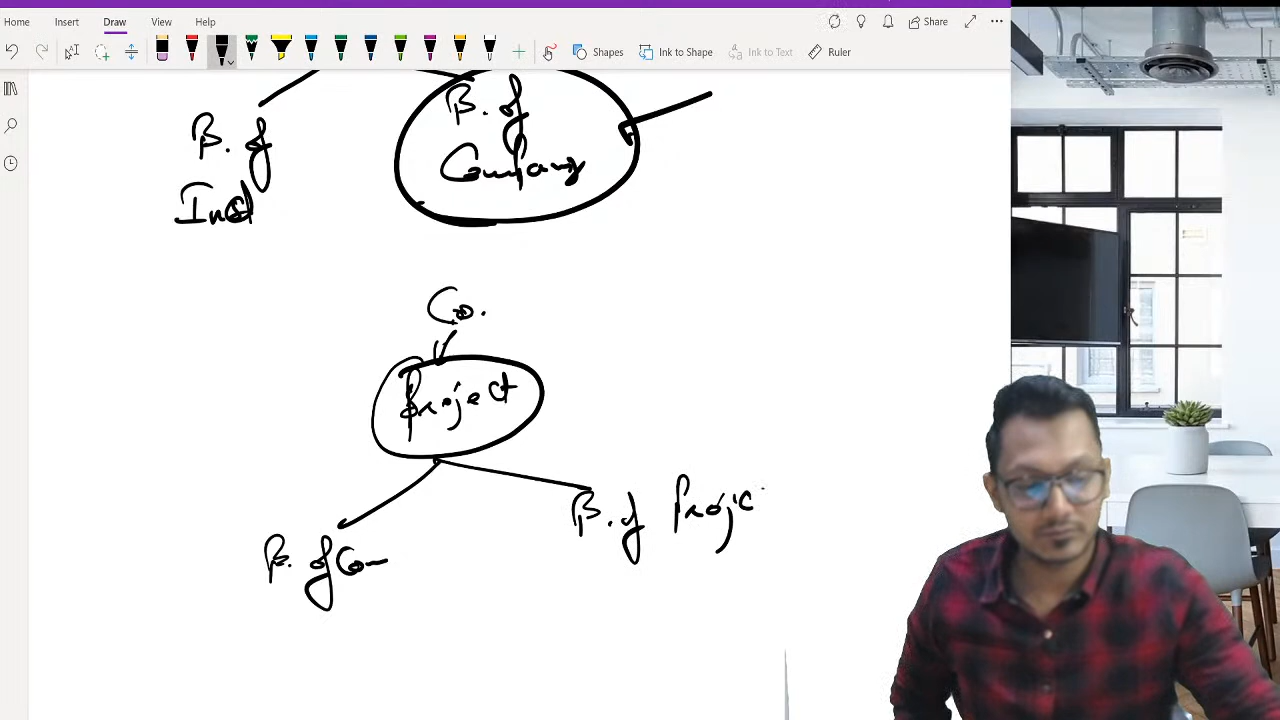 Home Insert Draw View Help
Share
Shapes Ink to Shape Ink to Text Ruler
B. of
Company
B. of
Ind
Co.
Project
B. of Projec
B. of Com